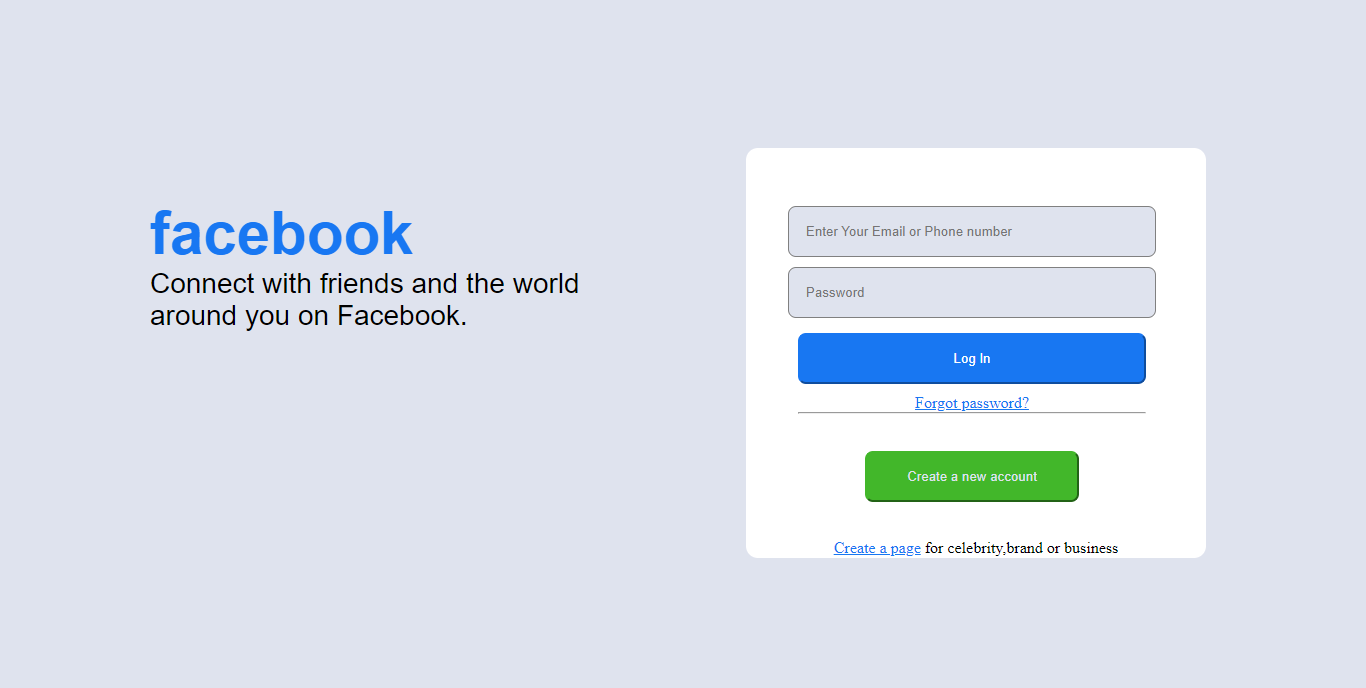 facebook
Connect with friends and the world
around you on Facebook.
Enter Your Email or Phone number
Password
Log In
Forgot password?
Create a new account
Create a page for celebrity,brand or business